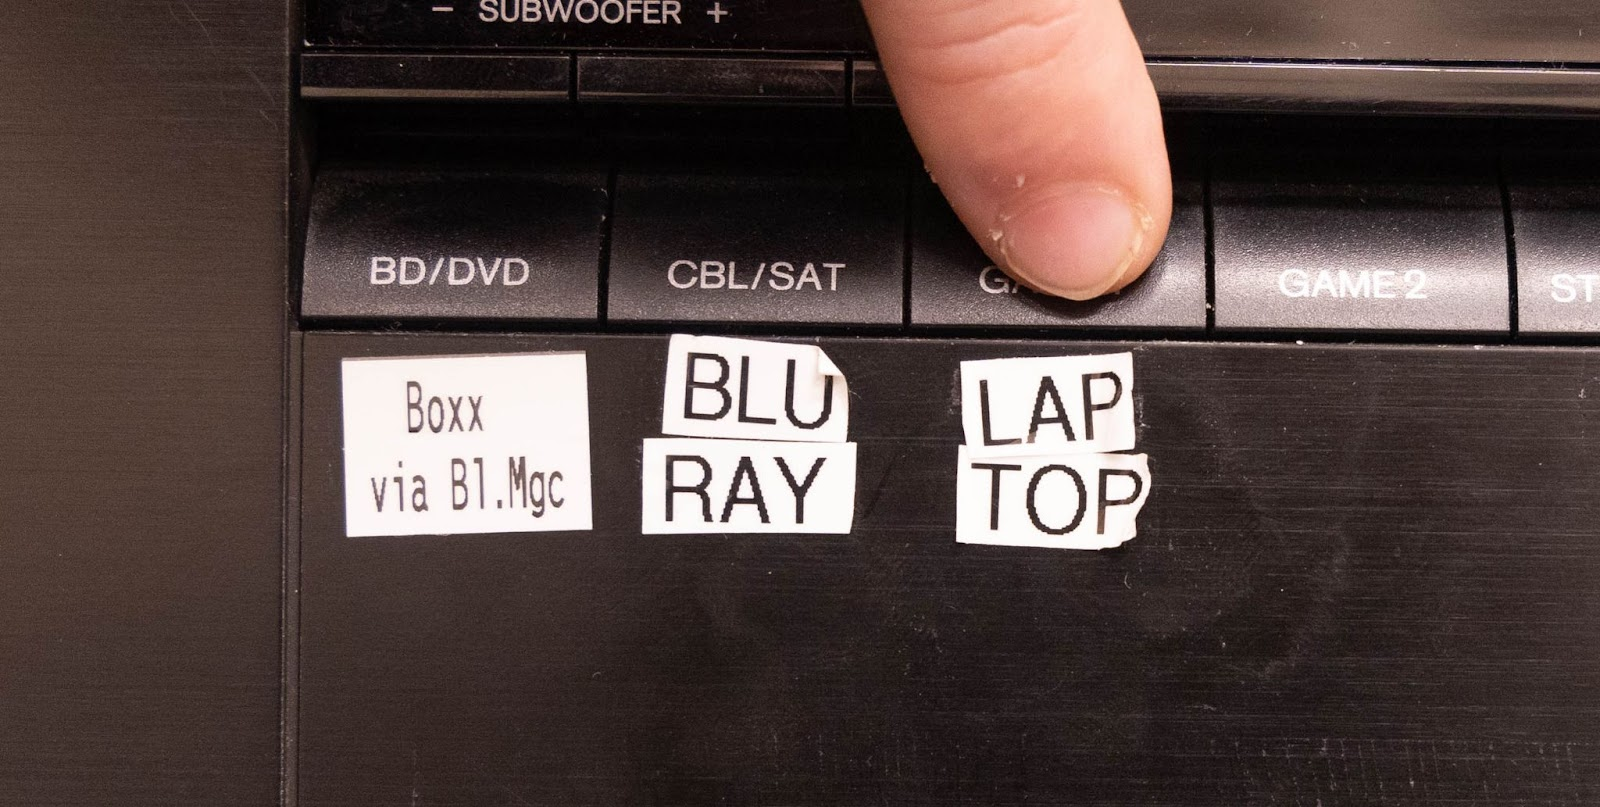 − SUBWOOFER +
BD/DVD CBL/SAT GAME 2
Boxx
via Bl.Mgc
BLU
RAY
LAP
TOP